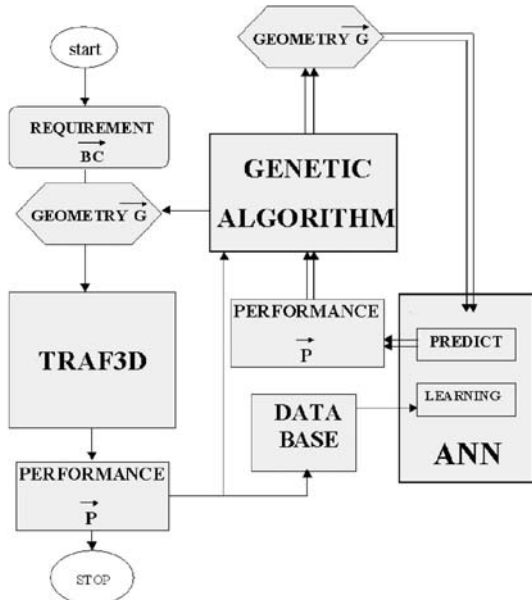 start
REQUIREMENT
BC
GEOMETRY G
TRAF3D
PERFORMANCE
P
STOP
GEOMETRY G
GENETIC
ALGORITHM
PERFORMANCE
P
DATA
BASE
PREDICT
LEARNING
ANN